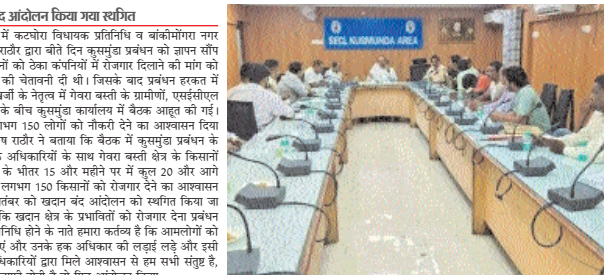 द आंदोलन किया गया स्थगित
में कटघोरा विधायक प्रतिनिधि व बांकीमोंगरा नगर
राठौर द्वारा बीते दिन कुसमुंडा प्रबंधन को ज्ञापन सौंप
नों को ठेका कंपनियों में रोजगार दिलाने की मांग को
की चेतावनी दी थी। जिसके बाद प्रबंधन हरकत में
र्जी के नेतृत्व में गेवरा बस्ती के ग्रामीणों, एसईसीएल
के बीच कुसमुंडा कार्यालय में बैठक आहूत की गई।
भग 150 लोगों को नौकरी देने का आश्वासन दिया
ष राठौर ने बताया कि बैठक में कुसमुंडा प्रबंधन के
अधिकारियों के साथ गेवरा बस्ती क्षेत्र के किसानों
के भीतर 15 और महीने पर में कुल 20 और आगे
लगभग 150 किसानों को रोजगार देने का आश्वासन
तंबर को खदान बंद आंदोलन को स्थगित किया जा
कि खदान क्षेत्र के प्रभावितों को रोजगार देना प्रबंधन
निधि होने के नाते हमारा कर्तव्य है कि आमलोगों को
एं और उनके हक अधिकार की लड़ाई लड़े और इसी
धकारियों द्वारा मिले आश्वासन से हम सभी संतुष्ट है,
SECL KUSMUNDA AREA